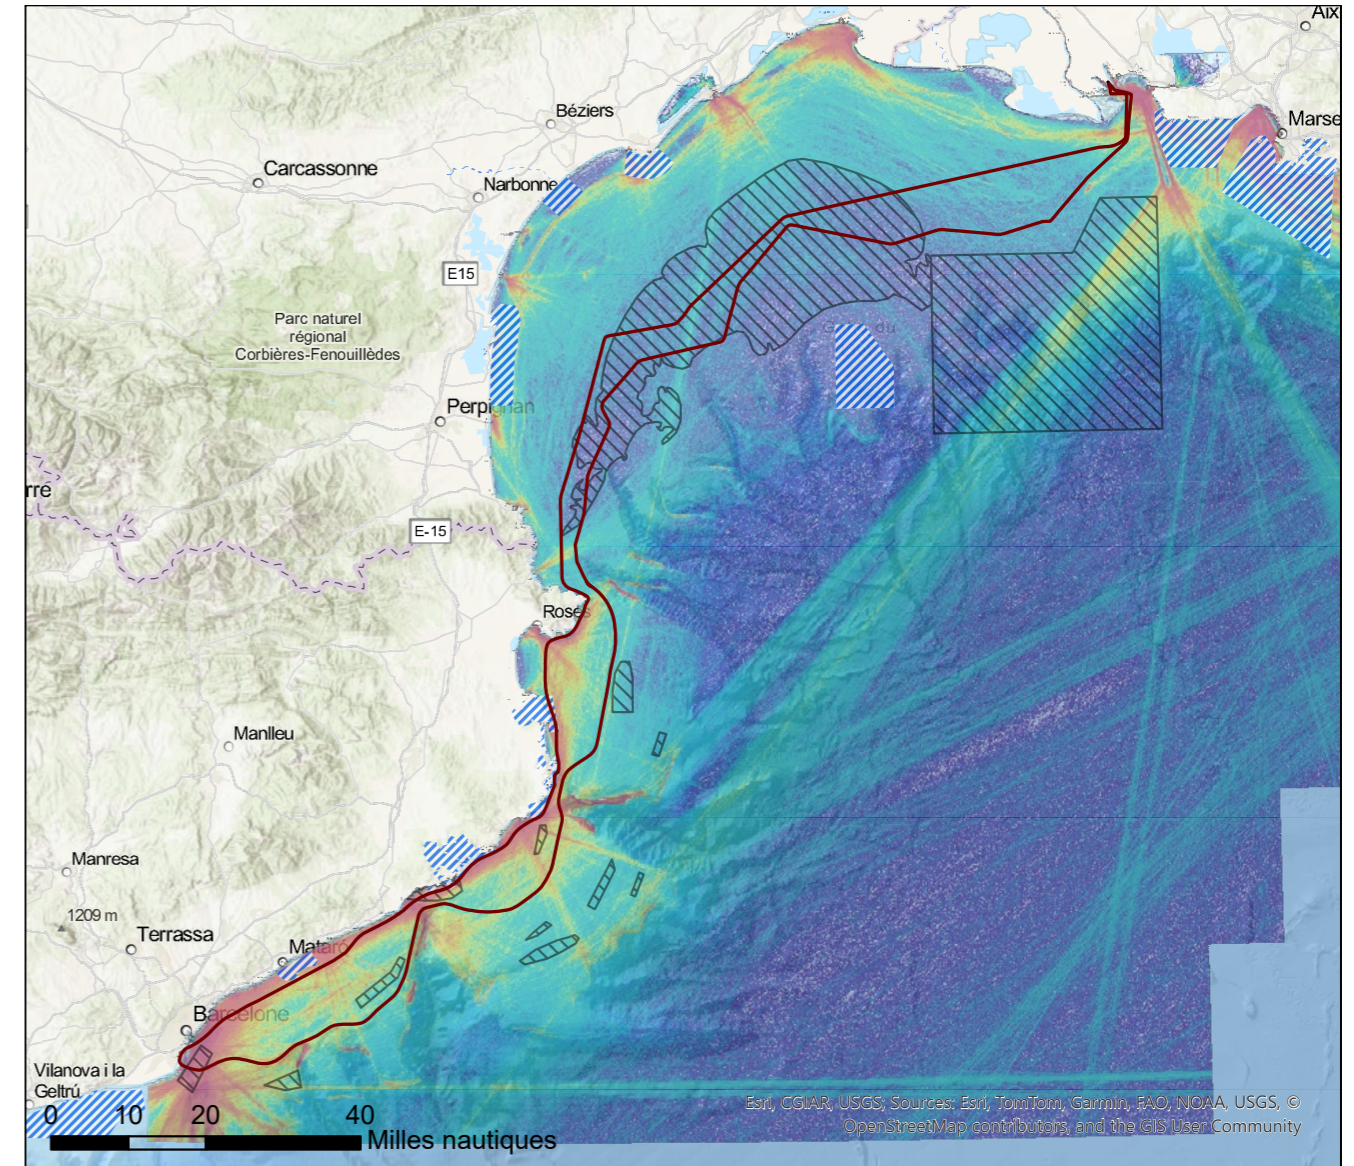 Aix
Béziers
Marse
Carcassonne
Narbonne
E15
Parc naturel
régional
Corbières-Fenouillèdes
du
Perpignan
rre
E-15
Roses
Manlleu
Manresa
1209 m
Terrassa
Mataró
Barcelone
Vilanova i la
Geltrú
0 10 20 40
Milles nautiques
Esri, CGIAR, USGS; Sources: Esri, TomTom, Garmin, FAO, NOAA, USGS, ©
OpenStreetMap contributors, and the GIS User Community